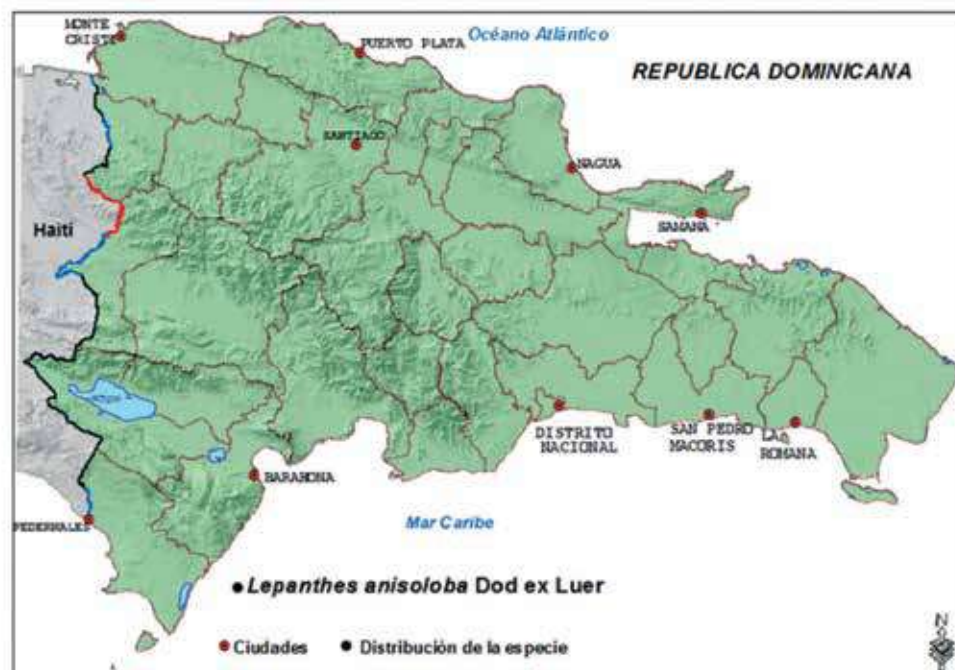 MONTE
CRISTI
PUERTO PLATA
Océano Atlántico
REPUBLICA DOMINICANA
SANTIAGO
NAGUA
SAMANA
Haití
DISTRITO
NACIONAL
SAN PEDRO
MACORIS
LA
ROMANA
BARAHONA
PEDERNALES
Mar Caribe
Lepanthes anisoloba Dod ex Luer
Ciudades
Distribución de la especie
N